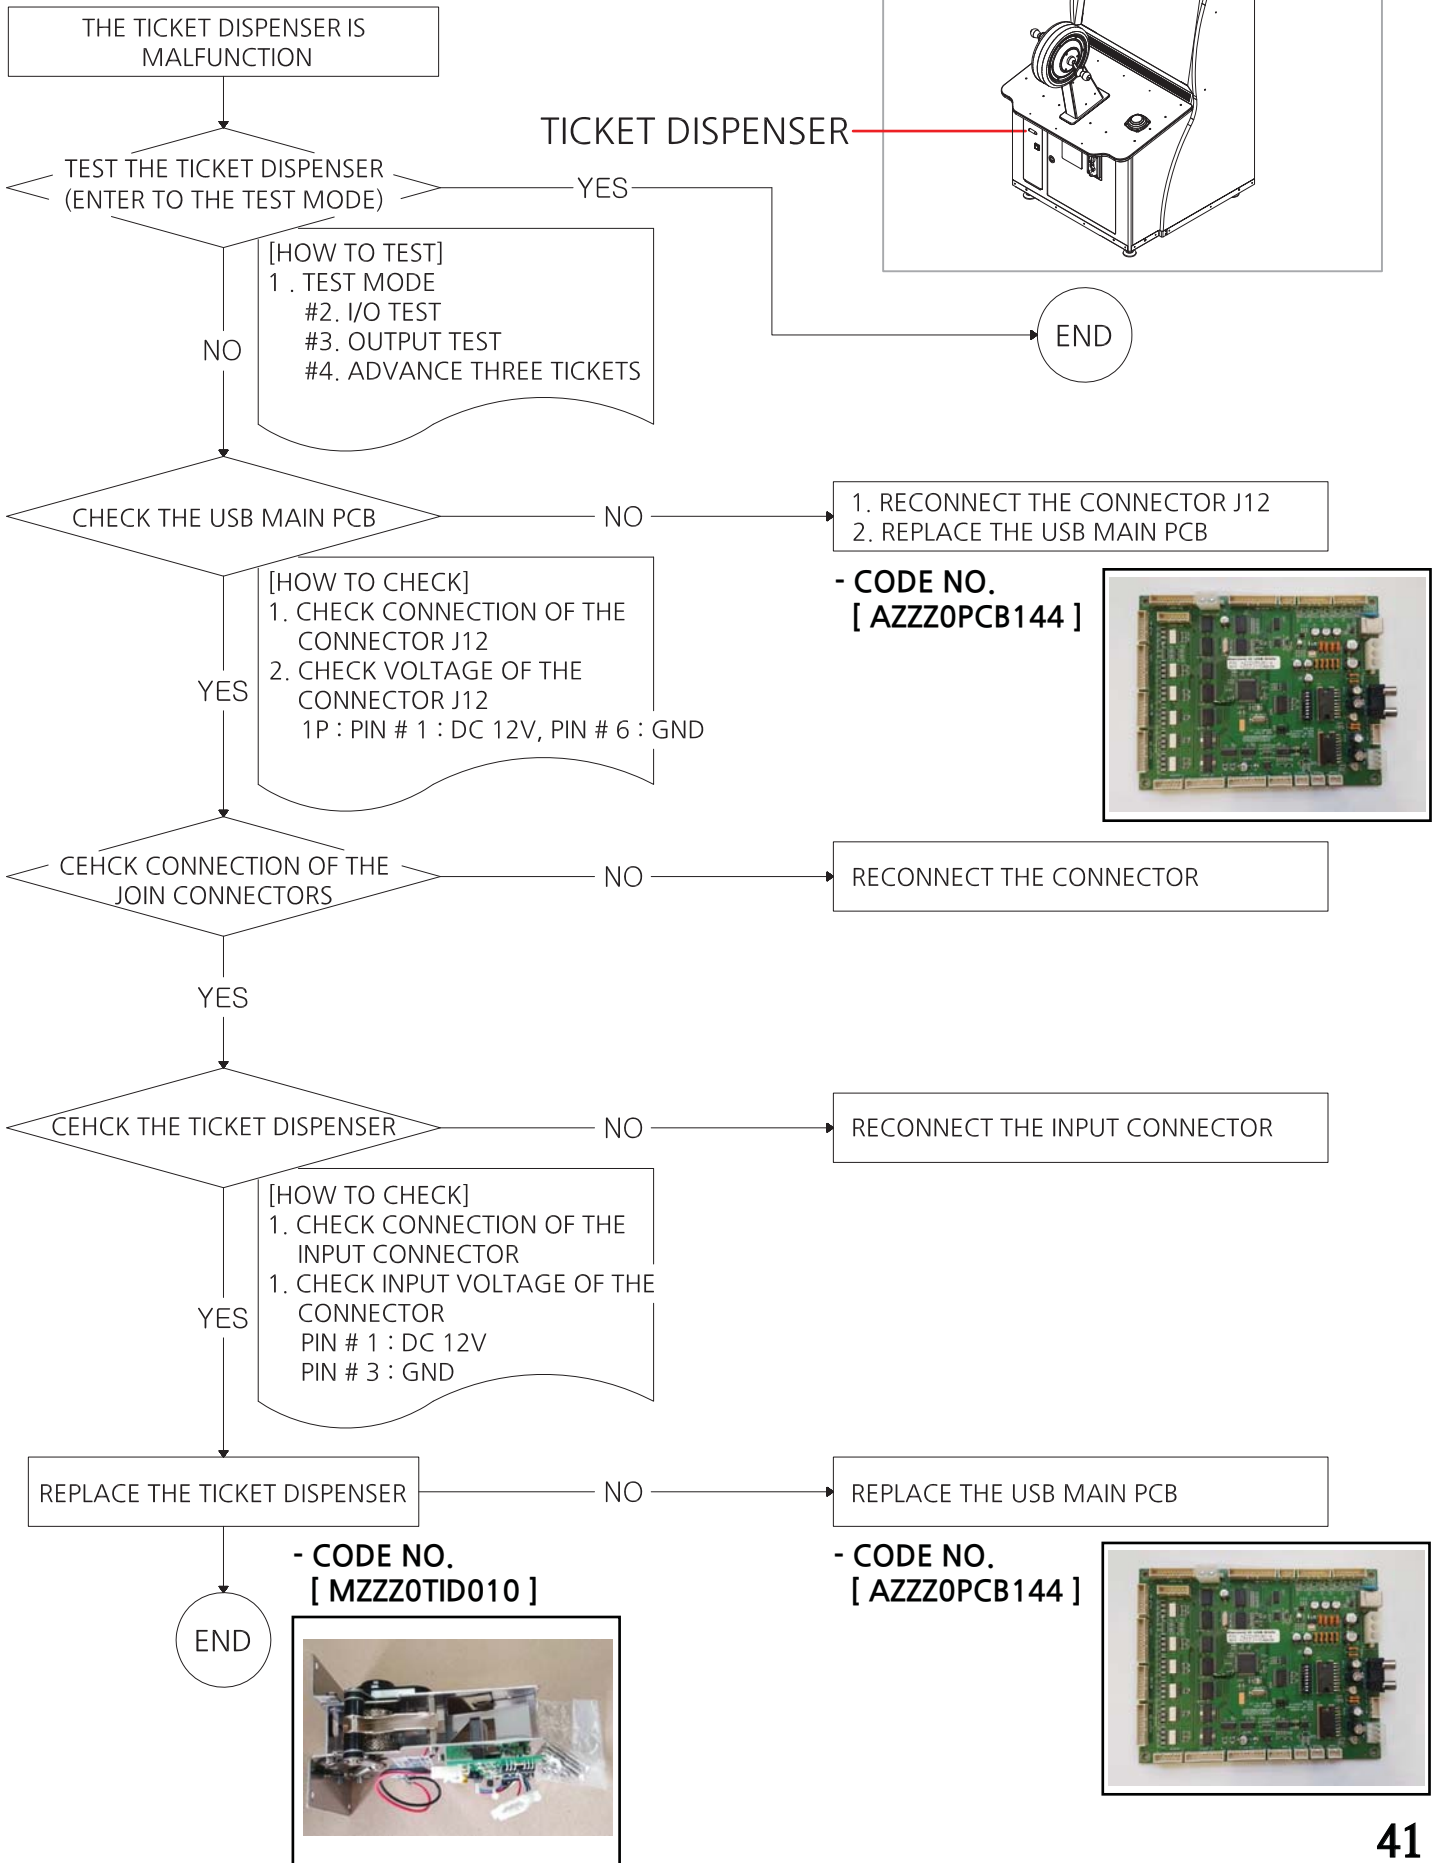 THE TICKET DISPENSER IS
MALFUNCTION
TICKET DISPENSER
TEST THE TICKET DISPENSER
(ENTER TO THE TEST MODE)
YES
END
[HOW TO TEST]
1 . TEST MODE
#2. I/O TEST
#3. OUTPUT TEST
#4. ADVANCE THREE TICKETS
NO
CHECK THE USB MAIN PCB
NO
1. RECONNECT THE CONNECTOR J12
2. REPLACE THE USB MAIN PCB
- CODE NO.
[ AZZZ0PCB144 ]
[HOW TO CHECK]
1. CHECK CONNECTION OF THE
CONNECTOR J12
2. CHECK VOLTAGE OF THE
CONNECTOR J12
1P : PIN # 1 : DC 12V, PIN # 6 : GND
YES
CEHCK CONNECTION OF THE
JOIN CONNECTORS
NO
RECONNECT THE CONNECTOR
YES
CEHCK THE TICKET DISPENSER
NO
RECONNECT THE INPUT CONNECTOR
[HOW TO CHECK]
1. CHECK CONNECTION OF THE
INPUT CONNECTOR
1. CHECK INPUT VOLTAGE OF THE
CONNECTOR
PIN # 1 : DC 12V
PIN # 3 : GND
YES
REPLACE THE TICKET DISPENSER
NO
REPLACE THE USB MAIN PCB
- CODE NO.
[ MZZZ0TID010 ]
- CODE NO.
[ AZZZ0PCB144 ]
END
41